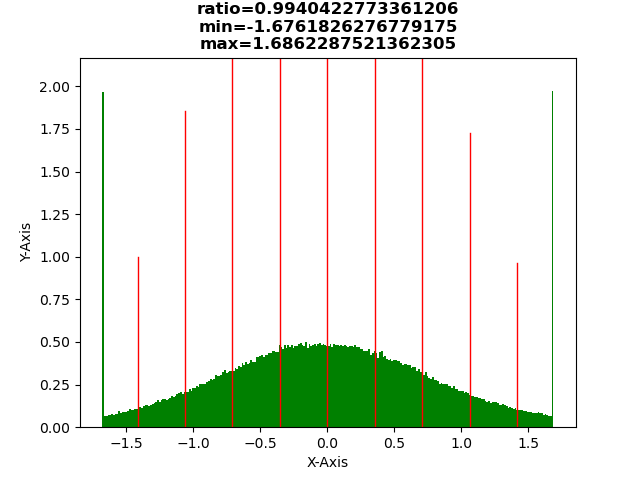 ratio=0.9940422773361206
min=-1.6761826276779175
max=1.6862287521362305
2.00
1.75
1.50
1.25
1.00
0.75
0.50
0.25
0.00
Y-Axis
−1.5 −1.0 −0.5 0.0 0.5 1.0 1.5
X-Axis